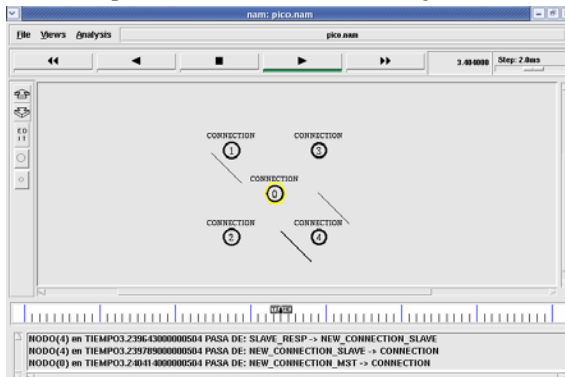 nam: pico.nam
File Views Analysis pico.nam
3.404000 Step: 2.0ms
CONNECTION CONNECTION
1 3
CONNECTION
0
CONNECTION CONNECTION
2 4
NODO(4) en TIEMPO3.239643000000504 PASA DE: SLAVE_RESP -> NEW_CONNECTION_SLAVE
NODO(4) en TIEMPO3.239789000000504 PASA DE: NEW_CONNECTION_SLAVE -> CONNECTION
NODO(0) en TIEMPO3.240414000000504 PASA DE: NEW_CONNECTION_MST -> CONNECTION